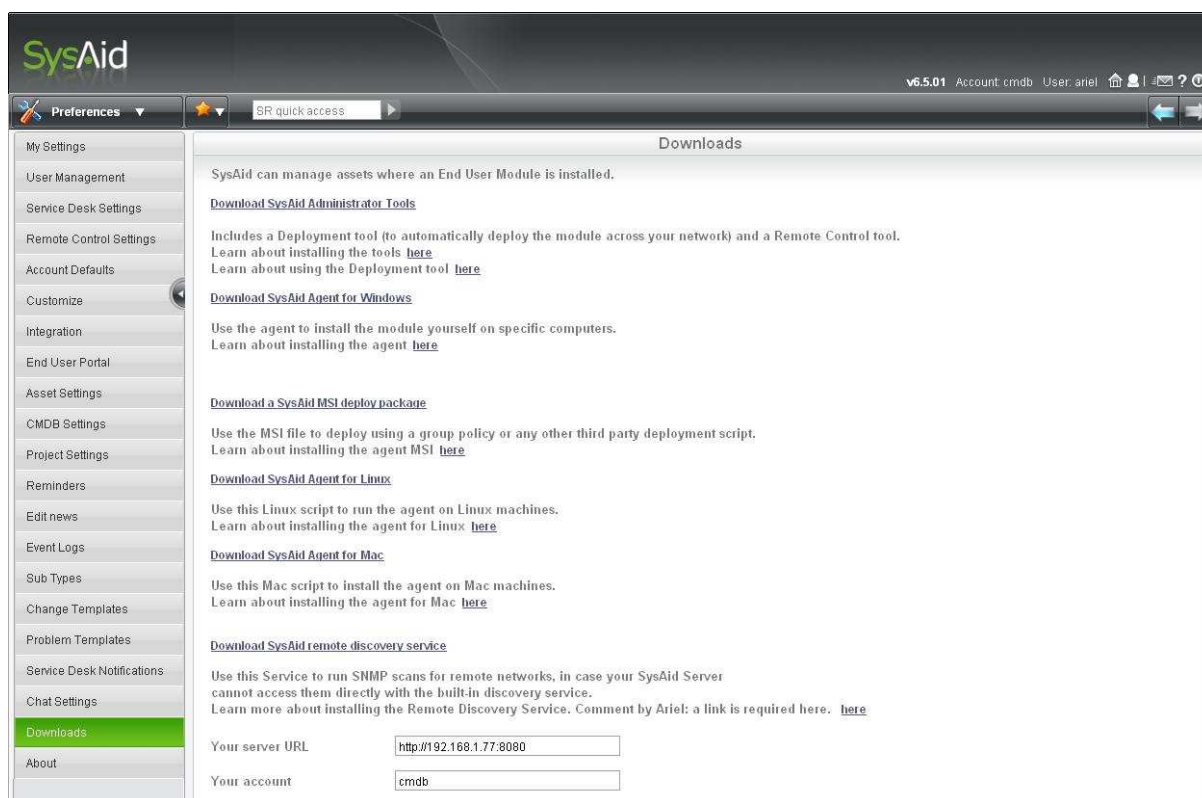 SysAid
v6.5.01 Account: cmdb User: ariel
Preferences
SR quick access
My Settings
User Management
Service Desk Settings
Remote Control Settings
Account Defaults
Customize
Integration
End User Portal
Asset Settings
CMDB Settings
Project Settings
Reminders
Edit news
Event Logs
Sub Types
Change Templates
Problem Templates
Service Desk Notifications
Chat Settings
Downloads
About
Downloads
SysAid can manage assets where an End User Module is installed.
Download SysAid Administrator Tools
Includes a Deployment tool (to automatically deploy the module across your network) and a Remote Control tool.
Learn about installing the tools here
Learn about using the Deployment tool here
Download SysAid Agent for Windows
Use the agent to install the module yourself on specific computers.
Learn about installing the agent here
Download a SysAid MSI deploy package
Use the MSI file to deploy using a group policy or any other third party deployment script.
Learn about installing the agent MSI here
Download SysAid Agent for Linux
Use this Linux script to run the agent on Linux machines.
Learn about installing the agent for Linux here
Download SysAid Agent for Mac
Use this Mac script to install the agent on Mac machines.
Learn about installing the agent for Mac here
Download SysAid remote discovery service
Use this Service to run SNMP scans for remote networks, in case your SysAid Server
cannot access them directly with the built-in discovery service.
Learn more about installing the Remote Discovery Service. Comment by Ariel: a link is required here. here
Your server URL http://192.168.1.77:8080
Your account cmdb